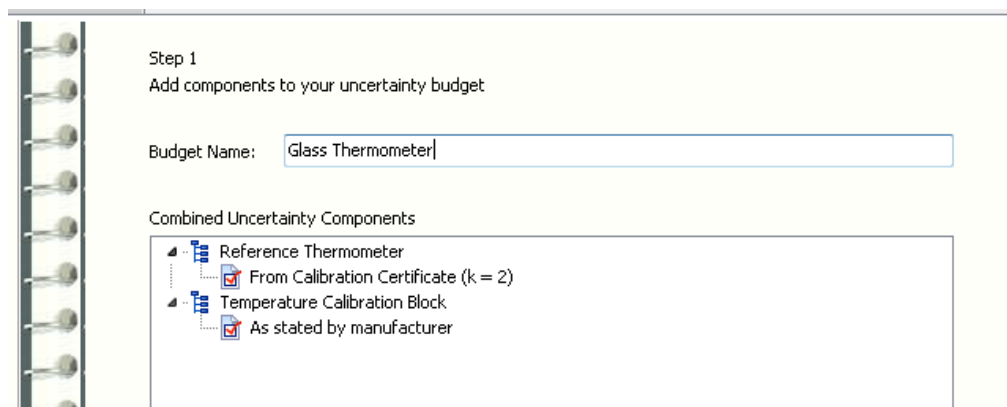 Step 1
Add components to your uncertainty budget
Budget Name: Glass Thermometer
Combined Uncertainty Components
Reference Thermometer
From Calibration Certificate (k = 2)
Temperature Calibration Block
As stated by manufacturer